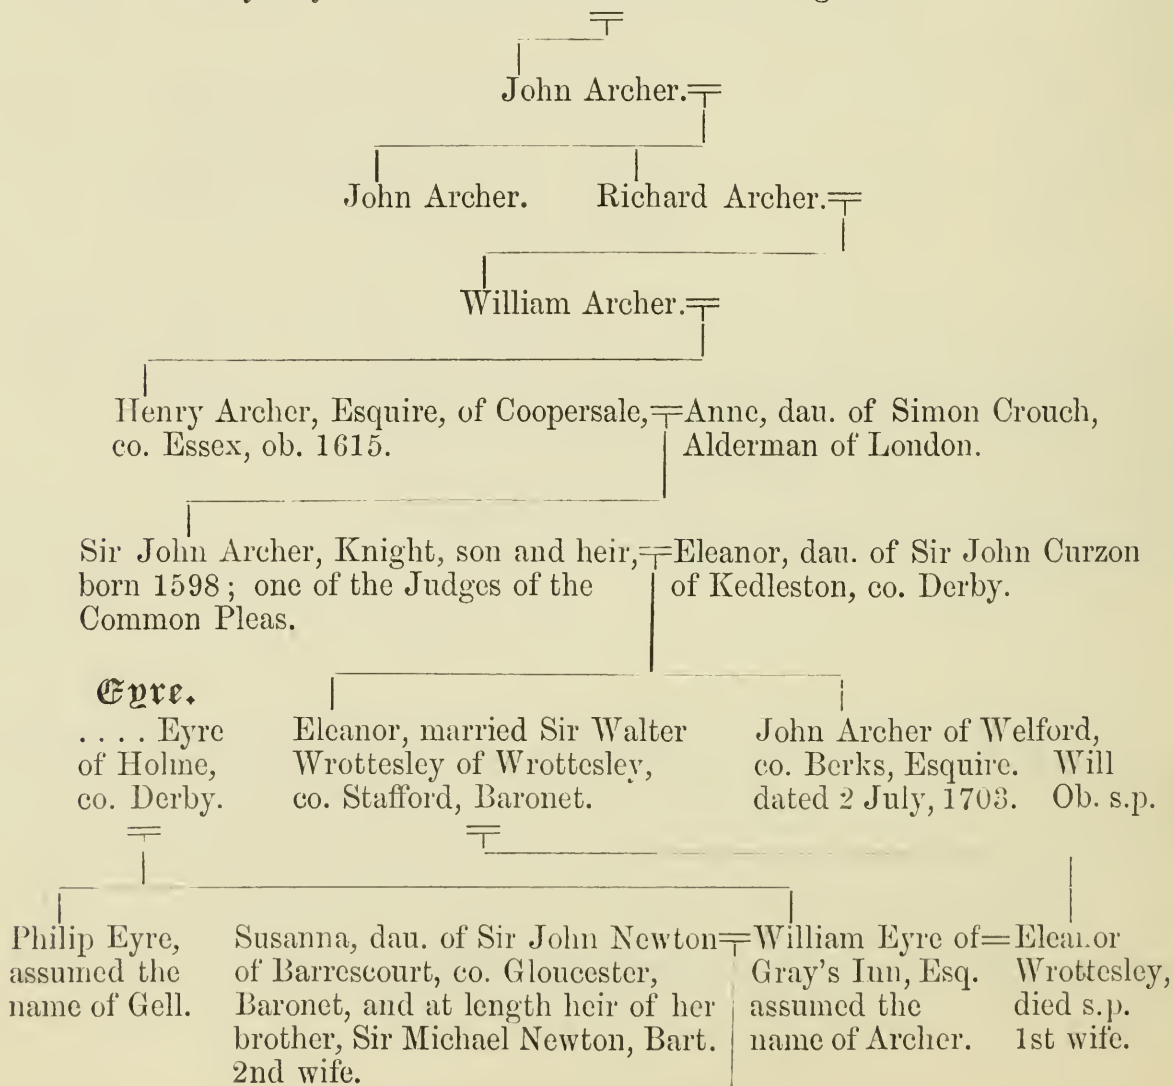 John Archer.
John Archer. Richard Archer.
William Archer.
Henry Archer, Esquire, of Coopersale,
co. Essex, ob. 1615.
Anne, dau. of Simon Crouch,
Alderman of London.
Sir John Archer, Knight, son and heir,
born 1598; one of the Judges of the
Common Pleas.
Eleanor, dau. of Sir John Curzon
of Kedleston, co. Derby.
Eyre.
. . . . Eyre
of Holme,
co. Derby.
Eleanor, married Sir Walter
Wrottesley of Wrottesley,
co. Stafford, Baronet.
John Archer of Welford,
co. Berks, Esquire. Will
dated 2 July, 1703. Ob. s.p.
Philip Eyre,
assumed the
name of Gell.
Susanna, dau. of Sir John Newton
of Barrescourt, co. Gloucester,
Baronet, and at length heir of her
brother, Sir Michael Newton, Bart.
2nd wife.
William Eyre of
Gray's Inn, Esq.
assumed the
name of Archer.
Eleanor
Wrottesley,
died s.p.
1st wife.